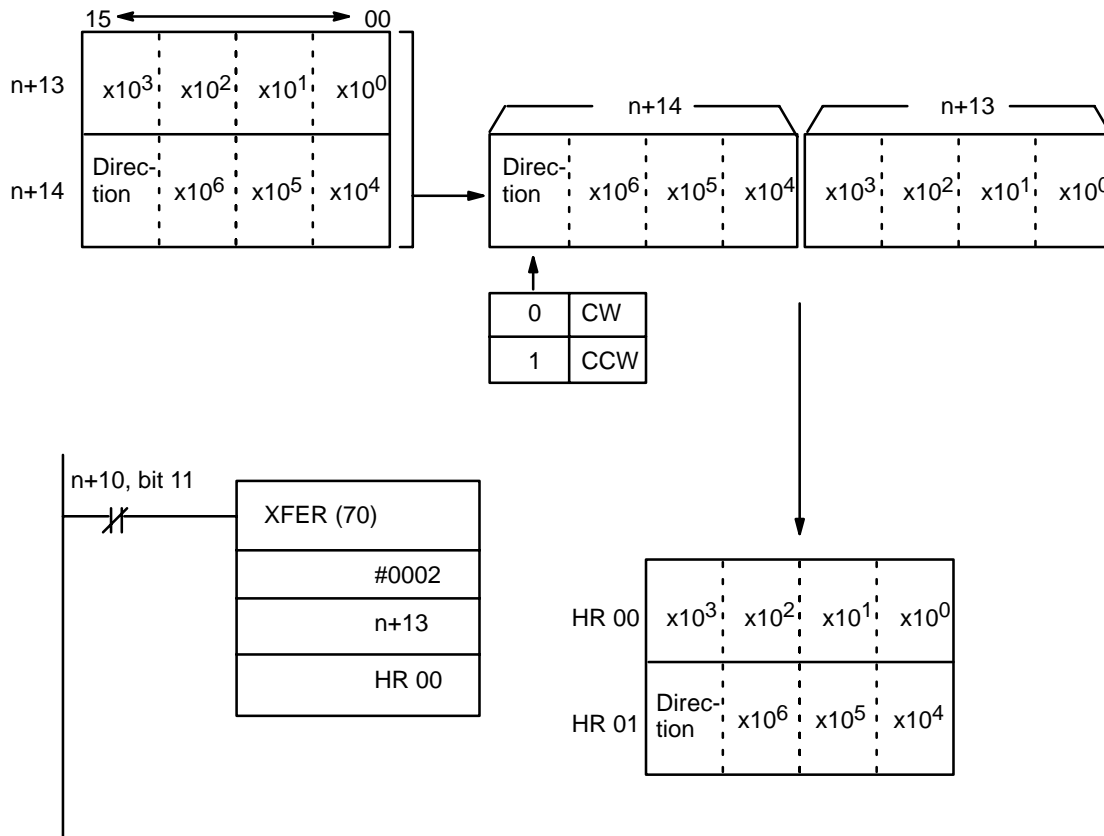 15 00
n+13 x10³ x10² x10¹ x10⁰
n+14 Direc-
tion x10⁶ x10⁵ x10⁴
n+14 n+13
Direc-
tion x10⁶ x10⁵ x10⁴ x10³ x10² x10¹ x10⁰
0 CW
1 CCW
n+10, bit 11
XFER (70)
#0002
n+13
HR 00
HR 00 x10³ x10² x10¹ x10⁰
HR 01 Direc-
tion x10⁶ x10⁵ x10⁴